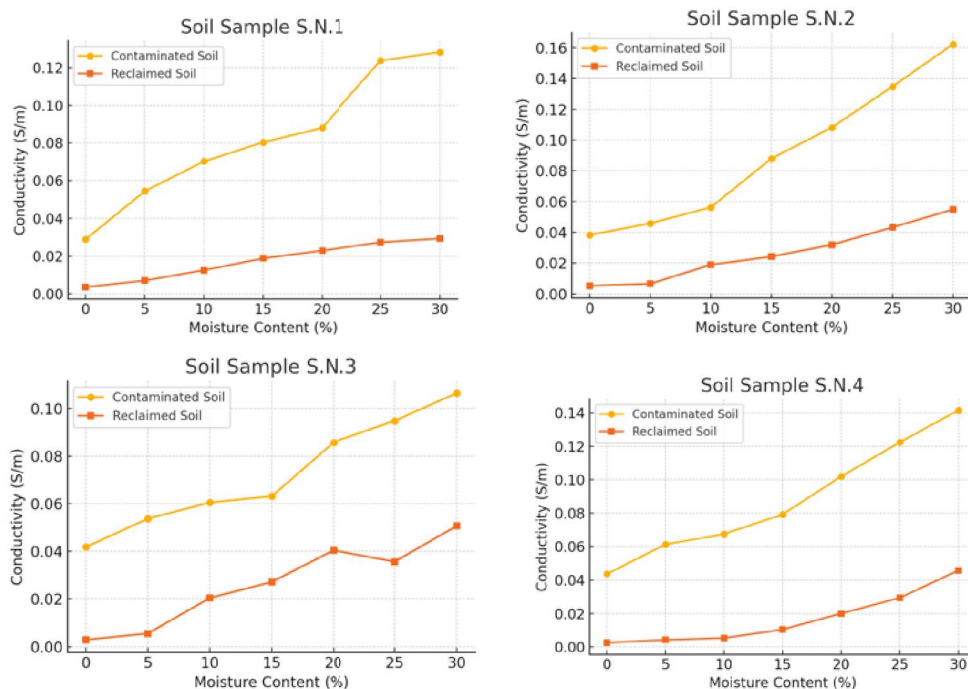 Soil Sample S.N.1
Contaminated Soil
Reclaimed Soil
Conductivity (S/m)
0.12
0.10
0.08
0.06
0.04
0.02
0.00
0 5 10 15 20 25 30
Moisture Content (%)
Soil Sample S.N.2
Contaminated Soil
Reclaimed Soil
Conductivity (S/m)
0.16
0.14
0.12
0.10
0.08
0.06
0.04
0.02
0.00
0 5 10 15 20 25 30
Moisture Content (%)
Soil Sample S.N.3
Contaminated Soil
Reclaimed Soil
Conductivity (S/m)
0.10
0.08
0.06
0.04
0.02
0.00
0 5 10 15 20 25 30
Moisture Content (%)
Soil Sample S.N.4
Contaminated Soil
Reclaimed Soil
Conductivity (S/m)
0.14
0.12
0.10
0.08
0.06
0.04
0.02
0.00
0 5 10 15 20 25 30
Moisture Content (%)